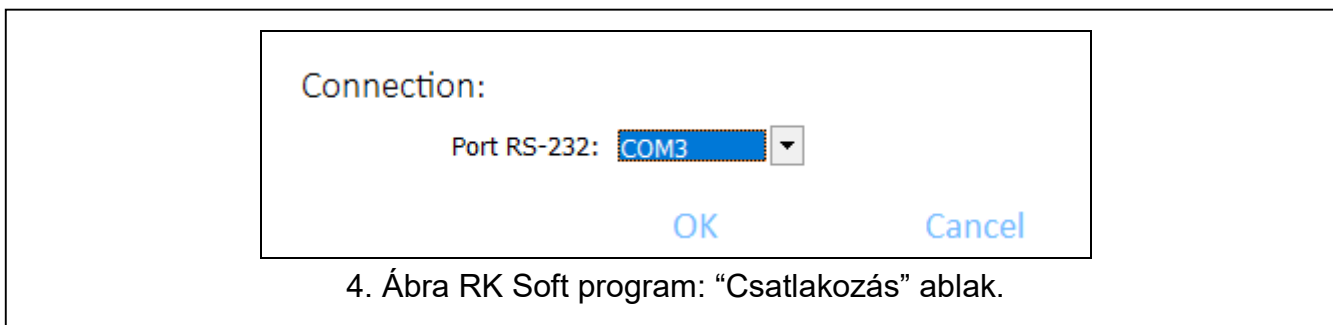 Connection:
Port RS-232: COM3
OK Cancel
4. Ábra RK Soft program: “Csatlakozás” ablak.